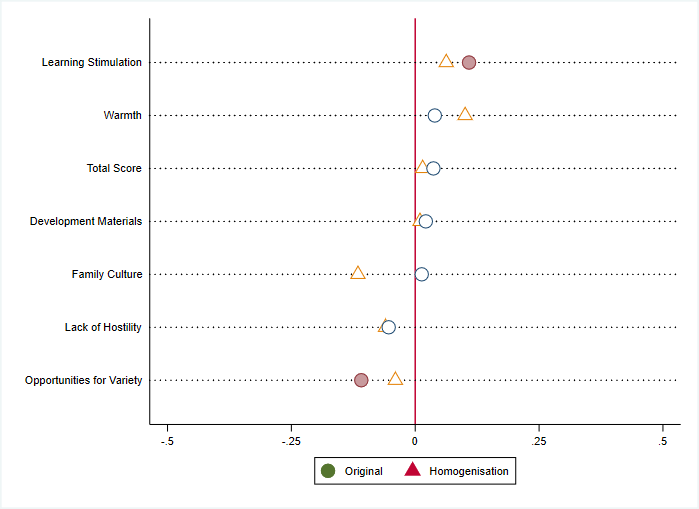 Learning Stimulation
Warmth
Total Score
Development Materials
Family Culture
Lack of Hostility
Opportunities for Variety
-.5 -.25 0 .25 .5
Original Homogenisation